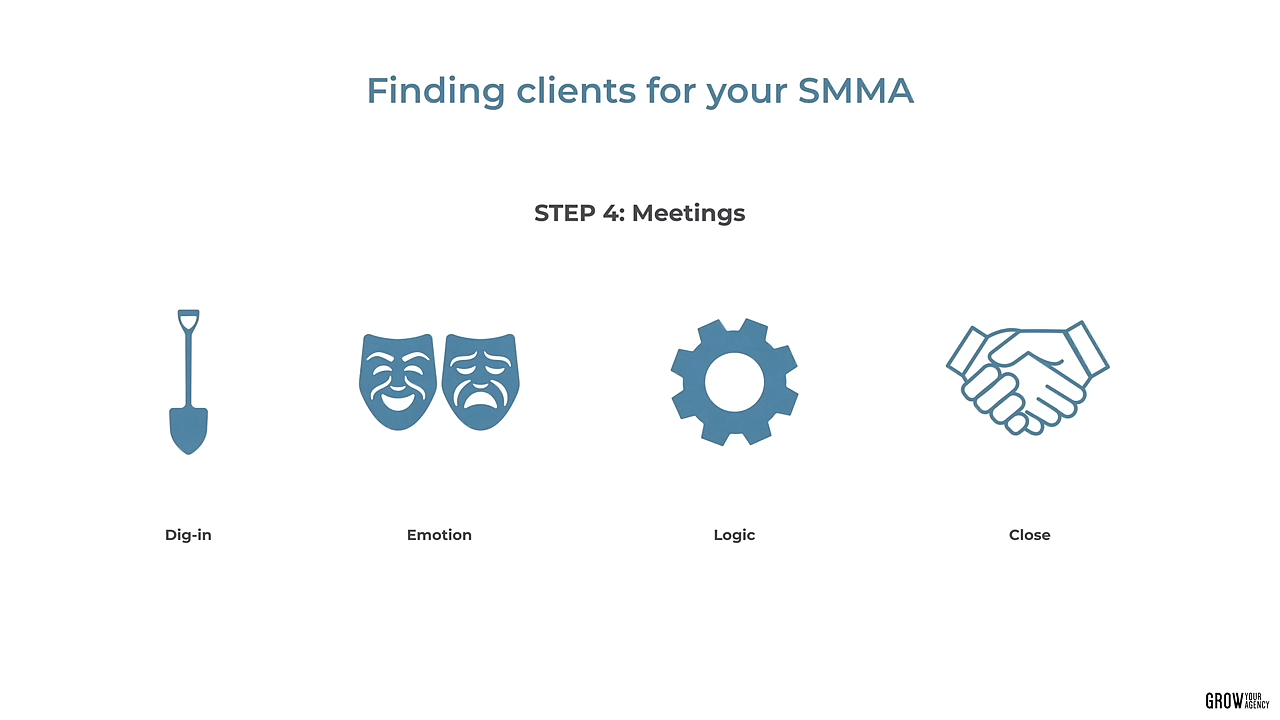 Finding clients for your SMMA
STEP 4: Meetings
Dig-in
Emotion
Logic
Close
GROW YOUR AGENCY